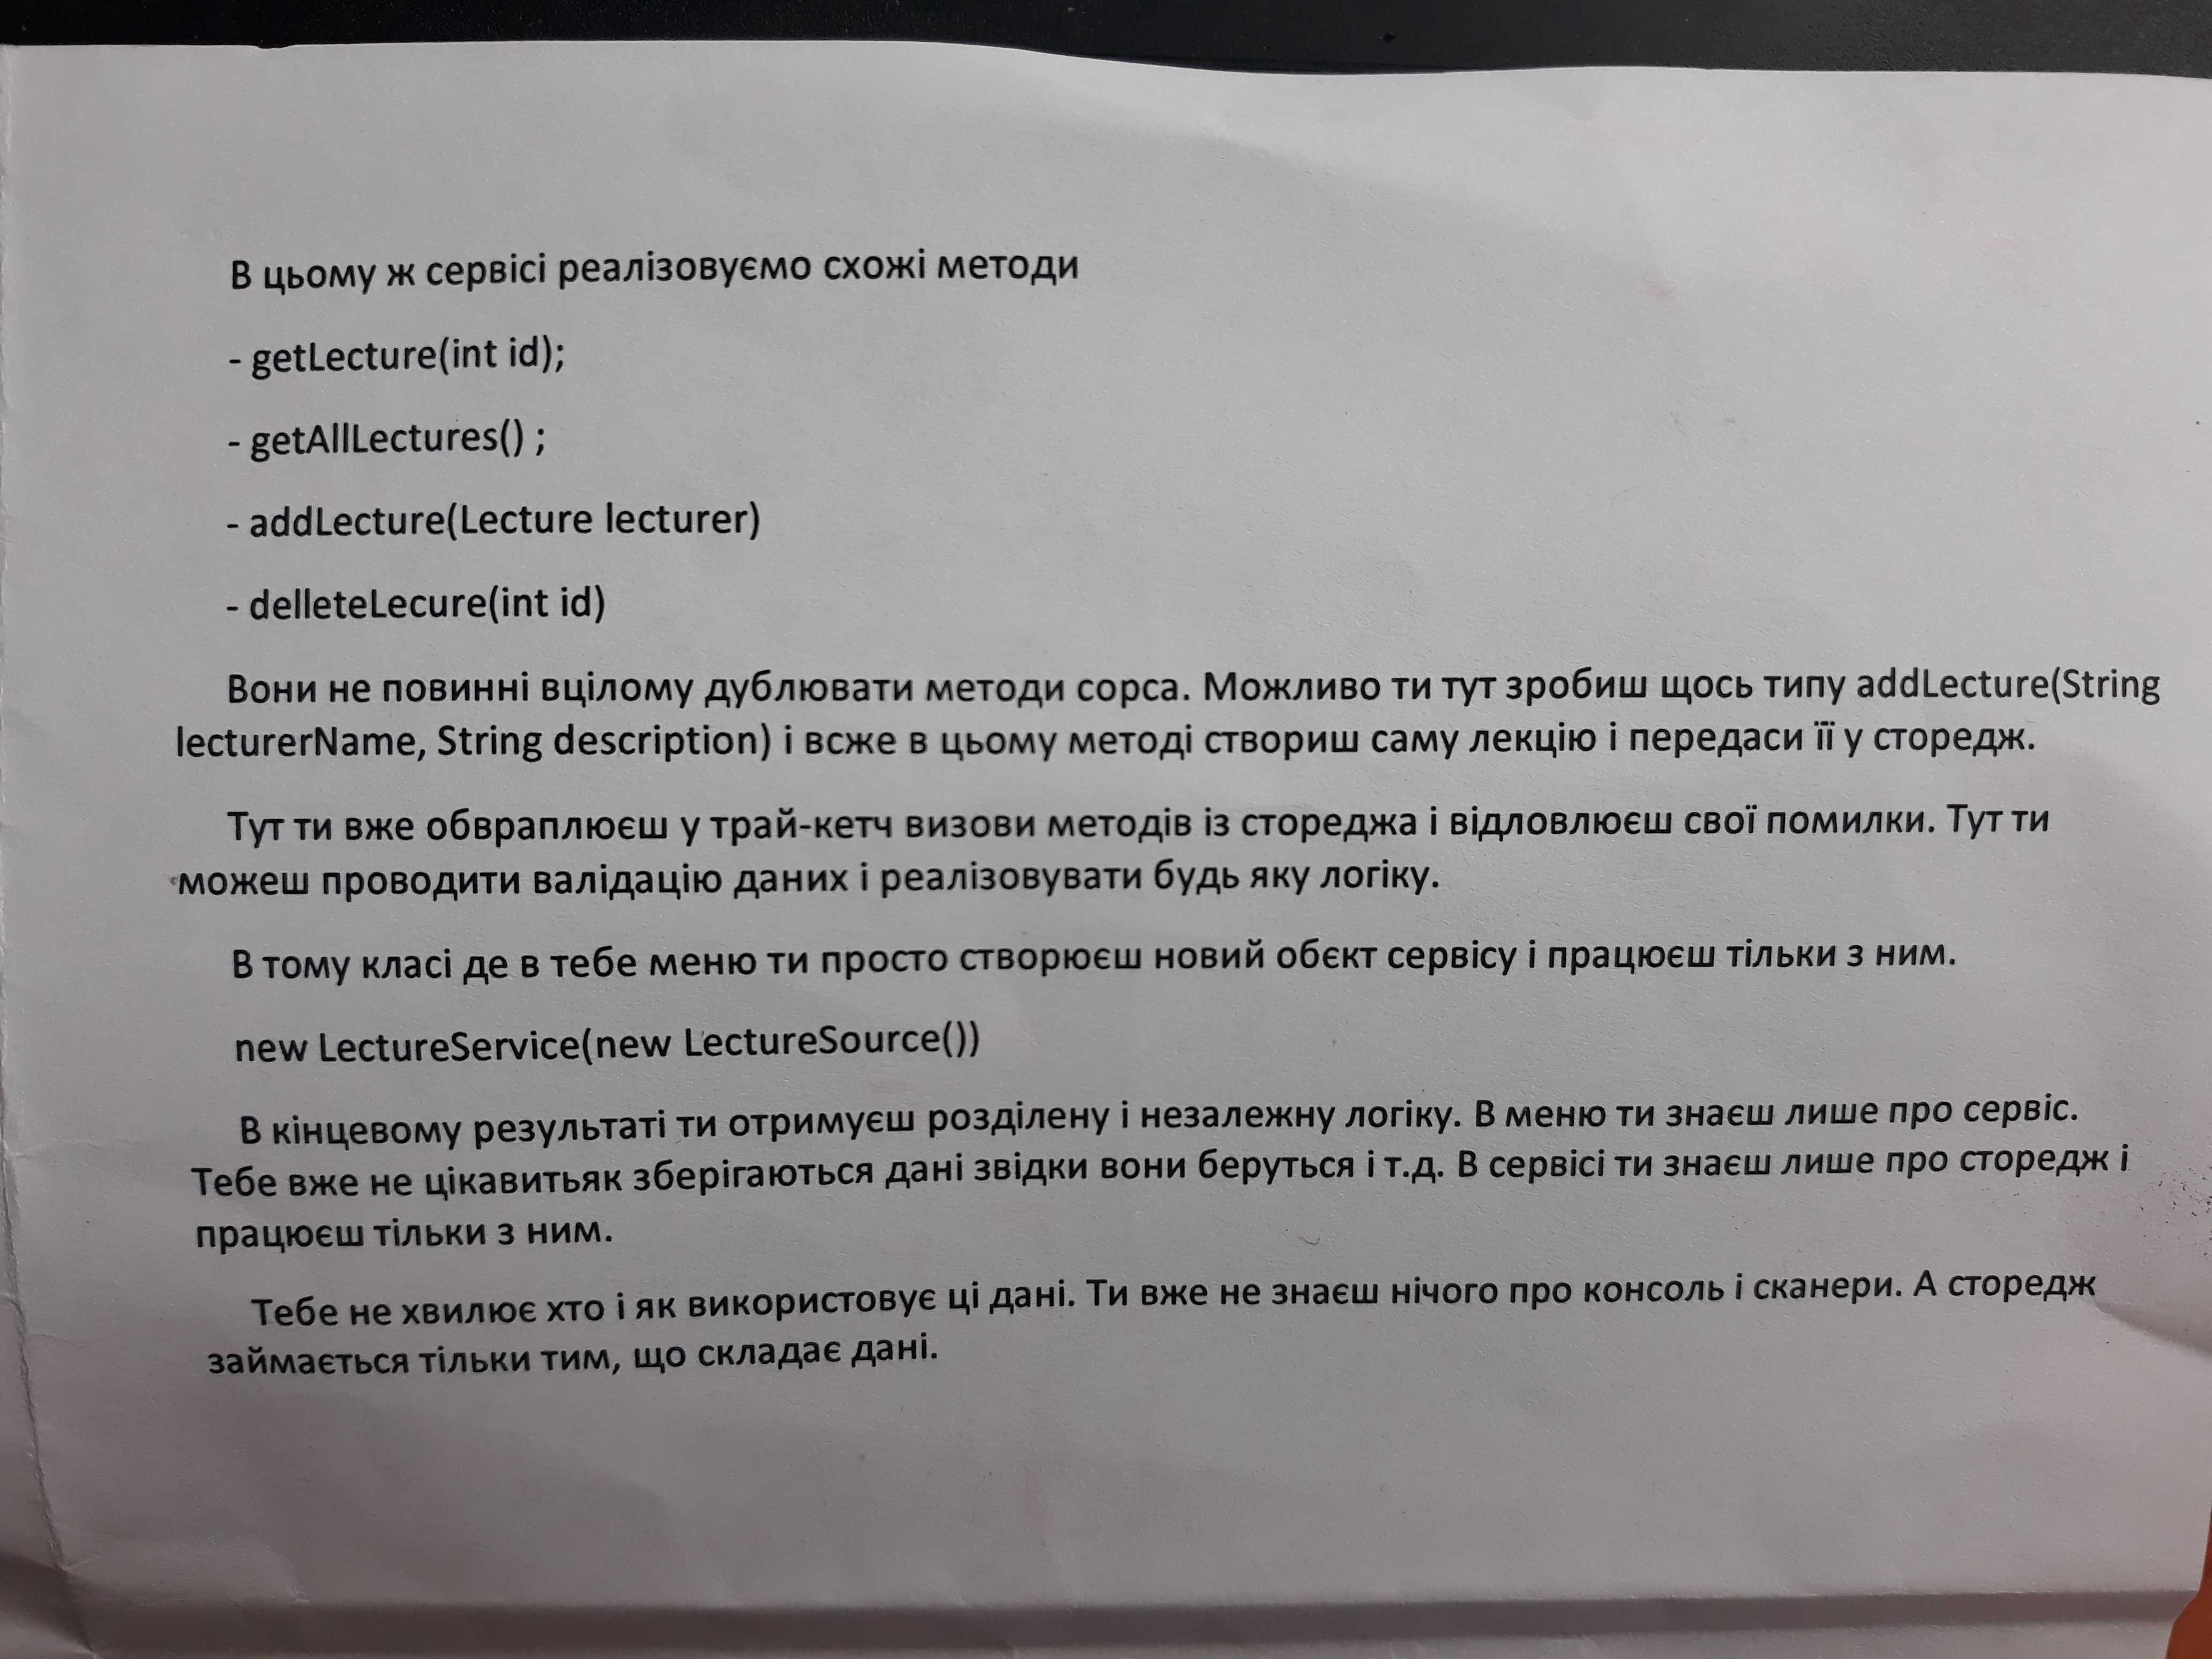 В цьому ж сервісі реалізовуємо схожі методи
- getLecture(int id);
- getAllLectures() ;
- addLecture(Lecture lecturer)
- delleteLecure(int id)
Вони не повинні вцілому дублювати методи сорса. Можливо ти тут зробиш щось типу addLecture(String
lecturerName, String description) і всже в цьому методі створиш саму лекцію і передаси її у сторедж.
Тут ти вже обвраплюєш у трай-кетч визови методів із стореджа і відловлюєш свої помилки. Тут ти
можеш проводити валідацію даних і реалізовувати будь яку логіку.
В тому класі де в тебе меню ти просто створюєш новий обєкт сервісу і працюєш тільки з ним.
new LectureService(new LectureSource())
В кінцевому результаті ти отримуєш розділену і незалежну логіку. В меню ти знаєш лише про сервіс.
Тебе вже не цікавитьяк зберігаються дані звідки вони беруться і т.д. В сервісі ти знаєш лише про сторедж і
працюєш тільки з ним.
Тебе не хвилює хто і як використовує ці дані. Ти вже не знаєш нічого про консоль і сканери. А сторедж
займається тільки тим, що складає дані.